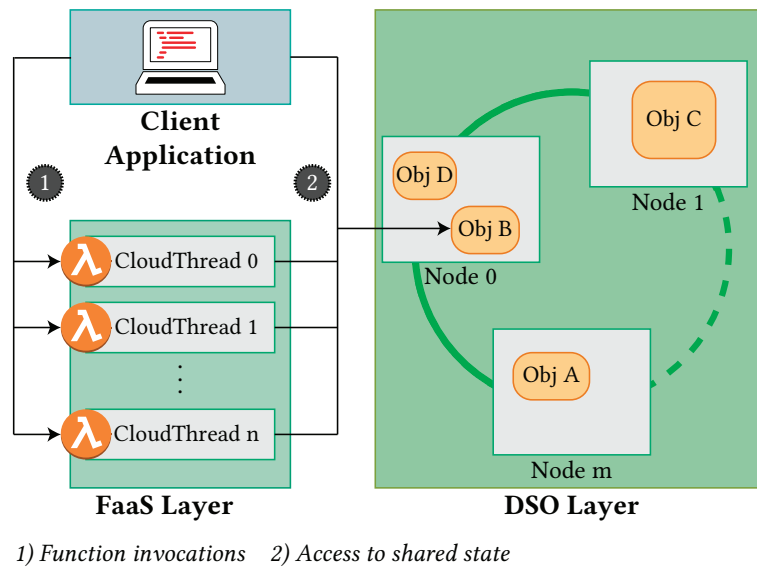 Client
Application
1
2
λ CloudThread 0
λ CloudThread 1
⋮
λ CloudThread n
FaaS Layer
Obj C
Node 1
Obj D
Obj B
Node 0
Obj A
Node m
DSO Layer
1) Function invocations 2) Access to shared state